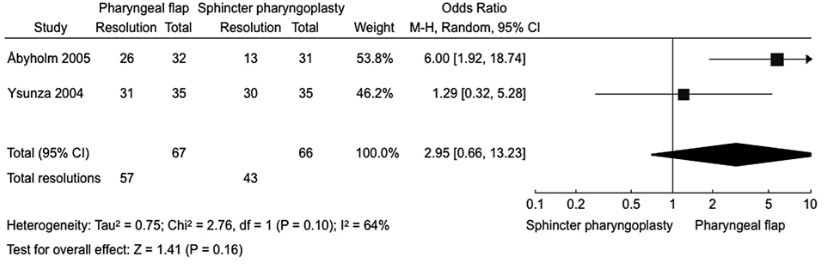 Pharyngeal flap Sphincter pharyngoplasty Odds Ratio
Study Resolution Total Resolution Total Weight M-H, Random, 95% CI
Åbyholm 2005 26 32 13 31 53.8% 6.00 [1.92, 18.74]
Ysunza 2004 31 35 30 35 46.2% 1.29 [0.32, 5.28]
Total (95% CI) 67 66 100.0% 2.95 [0.66, 13.23]
Total resolutions 57 43
0.1 0.2 0.5 1 2 5 10
Sphincter pharyngoplasty Pharyngeal flap
Heterogeneity: Tau² = 0.75; Chi² = 2.76, df = 1 (P = 0.10); I² = 64%
Test for overall effect: Z = 1.41 (P = 0.16)